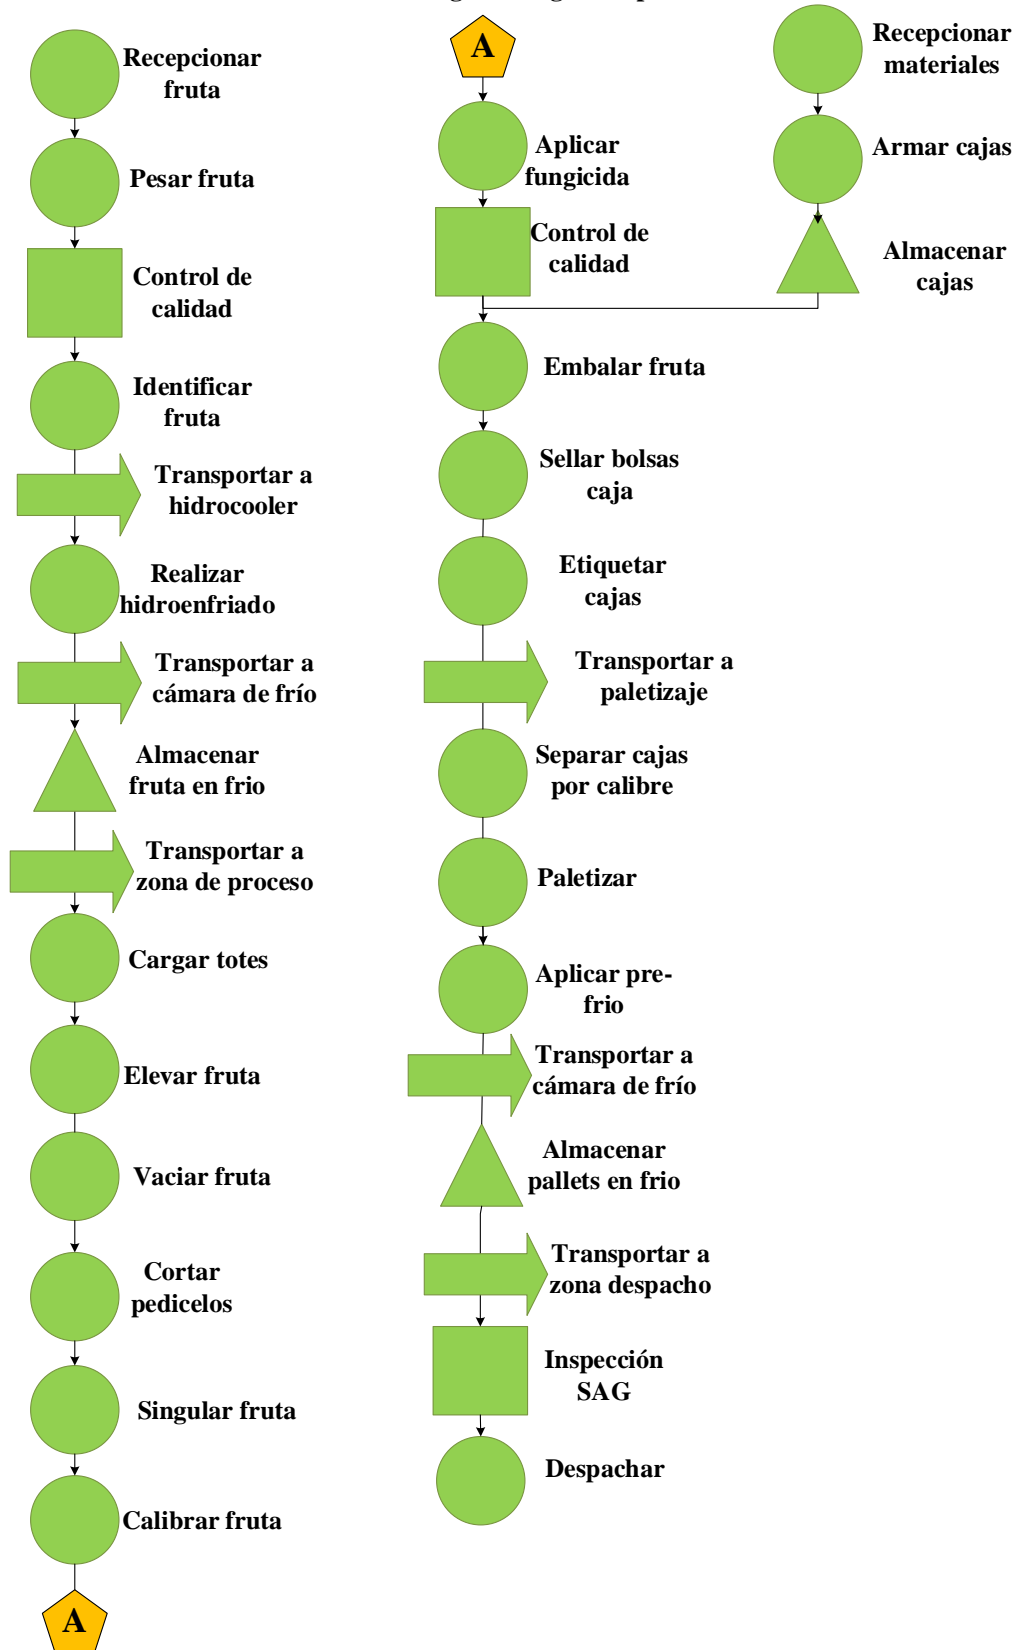 Recepcionar
fruta
Pesar fruta
Control de
calidad
Identificar
fruta
Transportar a
hidrocooler
Realizar
hidroenfriado
Transportar a
cámara de frío
Almacenar
fruta en frio
Transportar a
zona de proceso
Cargar totes
Elevar fruta
Vaciar fruta
Cortar
pedicelos
Singular fruta
Calibrar fruta
A
A
Aplicar
fungicida
Control de
calidad
Embalar fruta
Sellar bolsas
caja
Etiquetar
cajas
Transportar a
paletizaje
Separar cajas
por calibre
Paletizar
Aplicar pre-
frio
Transportar a
cámara de frío
Almacenar
pallets en frio
Transportar a
zona despacho
Inspección
SAG
Despachar
Recepcionar
materiales
Armar cajas
Almacenar
cajas